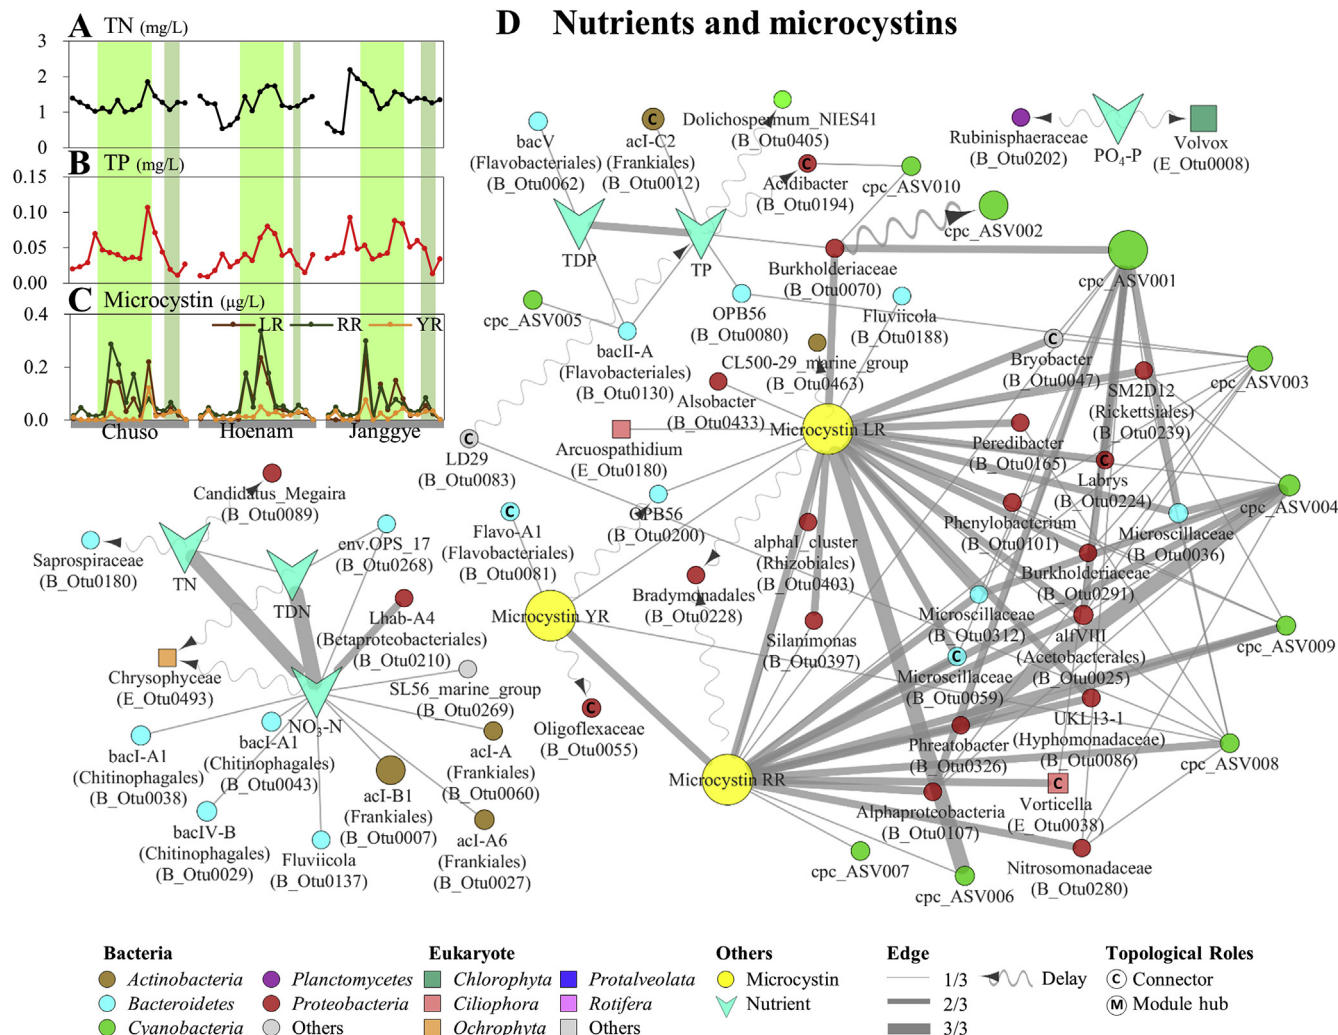 A TN (mg/L)
3
2
1
0
B TP (mg/L)
0.15
0.10
0.05
0.00
C Microcystin (μg/L)
0.4
LR RR YR
0.2
0.0
Chuso Hoenam Janggye
D Nutrients and microcystins
bacV
(Flavobacteriales)
(B_Otu0062)
C
acI-C2
(Frankiales)
(B_Otu0012)
Dolichospermum_NIES41
(B_Otu0405)
C
Acidibacter
(B_Otu0194)
cpc_ASV010
Rubinisphaeraceae
(B_Otu0202)
PO4-P
Volvox
(E_Otu0008)
cpc_ASV002
TDP
TP
Burkholderiaceae
(B_Otu0070)
cpc_ASV001
cpc_ASV005
bacII-A
(Flavobacteriales)
(B_Otu0130)
OPB56
(B_Otu0080)
Fluviicola
(B_Otu0188)
CL500-29_marine_group
(B_Otu0463)
C
Bryobacter
(B_Otu0047)
cpc_ASV003
SM2D12
(Rickettsiales)
(B_Otu0239)
Alsobacter
(B_Otu0433)
Arcuospathidium
(E_Otu0180)
Microcystin LR
Peredibacter
(B_Otu0165)
C
Labrys
(B_Otu0224)
C
LD29
(B_Otu0083)
cpc_ASV004
Candidatus_Megaira
(B_Otu0089)
OPB56
(B_Otu0200)
Phenylobacterium
(B_Otu0101)
Microscillaceae
(B_Otu0036)
Saprospiraceae
(B_Otu0180)
TN
TDN
cnv.OPS_17
(B_Otu0268)
C
Flavo-A1
(Flavobacteriales)
(B_Otu0081)
alphaI_cluster
(Rhizobiales)
(B_Otu0403)
Burkholderiaceae
(B_Otu0291)
Bradymonadales
(B_Otu0228)
Microscillaceae
(B_Otu0312)
Lhab-A4
(Betaproteobacteriales)
(B_Otu0210)
Microcystin YR
Silanimonas
(B_Otu0397)
alfVIII
(Acetobacterales)
(B_Otu0025)
cpc_ASV009
Chrysophyceae
(E_Otu0493)
C
Microscillaceae
(B_Otu0059)
SL56_marine_group
(B_Otu0269)
NO3-N
C
Oligoflexaceae
(B_Otu0055)
UKL13-1
(Hyphomonadaceae)
(B_Otu0086)
Phreatobacter
(B_Otu0326)
cpc_ASV008
bacI-A1
(Chitinophagales)
(B_Otu0038)
bacI-A1
(Chitinophagales)
(B_Otu0043)
acI-A
(Frankiales)
(B_Otu0060)
Microcystin RR
acI-B1
(Frankiales)
(B_Otu0007)
Alphaproteobacteria
(B_Otu0107)
C
Vorticella
(E_Otu0038)
bacIV-B
(Chitinophagales)
(B_Otu0029)
Fluviicola
(B_Otu0137)
acI-A6
(Frankiales)
(B_Otu0027)
cpc_ASV007
cpc_ASV006
Nitrosomonadaceae
(B_Otu0280)
Bacteria
Actinobacteria
Bacteroidetes
Cyanobacteria
Planctomycetes
Proteobacteria
Others
Eukaryote
Chlorophyta
Ciliophora
Ochrophyta
Protalveolata
Rotifera
Others
Others
Microcystin
Nutrient
Edge
1/3
2/3
3/3
Delay
Topological Roles
C Connector
M Module hub